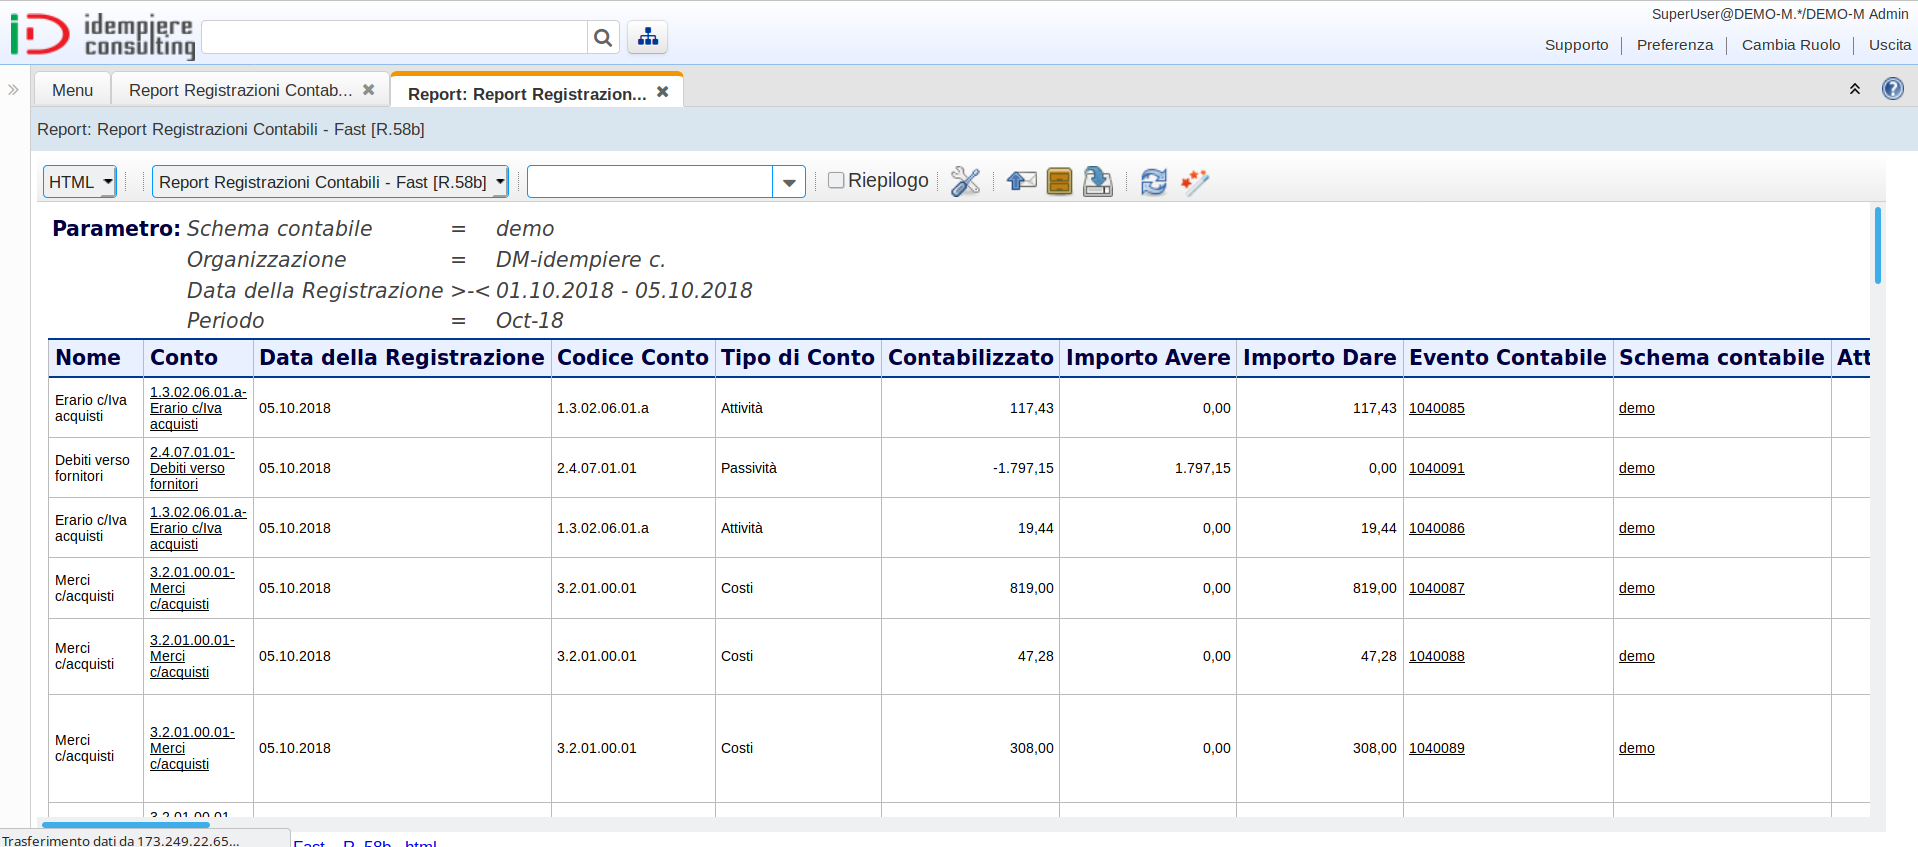 SuperUser@DEMO-M.*/DEMO-M Admin
iD idempiere
consulting
Supporto Preferenza Cambia Ruolo Uscita
Menu Report Registrazioni Contab... Report: Report Registrazion...
Report: Report Registrazioni Contabili - Fast [R.58b]
HTML Report Registrazioni Contabili - Fast [R.58b] Riepilogo
Parametro: Schema contabile = demo
Organizzazione = DM-idempiere c.
Data della Registrazione >-< 01.10.2018 - 05.10.2018
Periodo = Oct-18
Nome Conto Data della Registrazione Codice Conto Tipo di Conto Contabilizzato Importo Avere Importo Dare Evento Contabile Schema contabile Att
Erario c/Iva acquisti 1.3.02.06.01.a-Erario c/Iva acquisti 05.10.2018 1.3.02.06.01.a Attività 117,43 0,00 117,43 1040085 demo
Debiti verso fornitori 2.4.07.01.01-Debiti verso fornitori 05.10.2018 2.4.07.01.01 Passività -1.797,15 1.797,15 0,00 1040091 demo
Erario c/Iva acquisti 1.3.02.06.01.a-Erario c/Iva acquisti 05.10.2018 1.3.02.06.01.a Attività 19,44 0,00 19,44 1040086 demo
Merci c/acquisti 3.2.01.00.01-Merci c/acquisti 05.10.2018 3.2.01.00.01 Costi 819,00 0,00 819,00 1040087 demo
Merci c/acquisti 3.2.01.00.01-Merci c/acquisti 05.10.2018 3.2.01.00.01 Costi 47,28 0,00 47,28 1040088 demo
Merci c/acquisti 3.2.01.00.01-Merci c/acquisti 05.10.2018 3.2.01.00.01 Costi 308,00 0,00 308,00 1040089 demo
3.2.01.00.01-
Trasferimento dati da 173.249.22.65... Fast_-_R_58b_.html